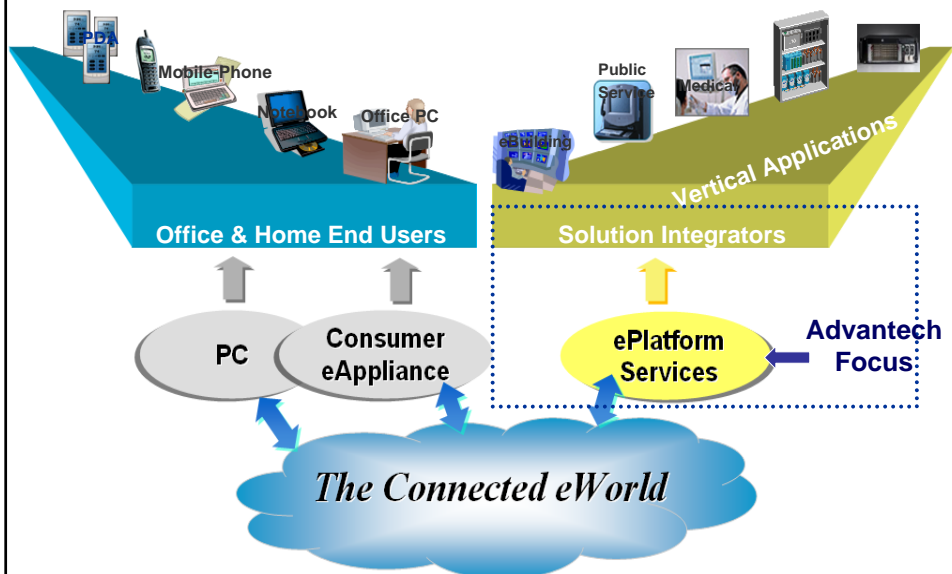 PDA
Mobile-Phone
Notebook
Office PC
Public
Service
Medical
eBuilding
Vertical Applications
Office & Home End Users
Solution Integrators
PC
Consumer
eAppliance
ePlatform
Services
Advantech
Focus
The Connected eWorld